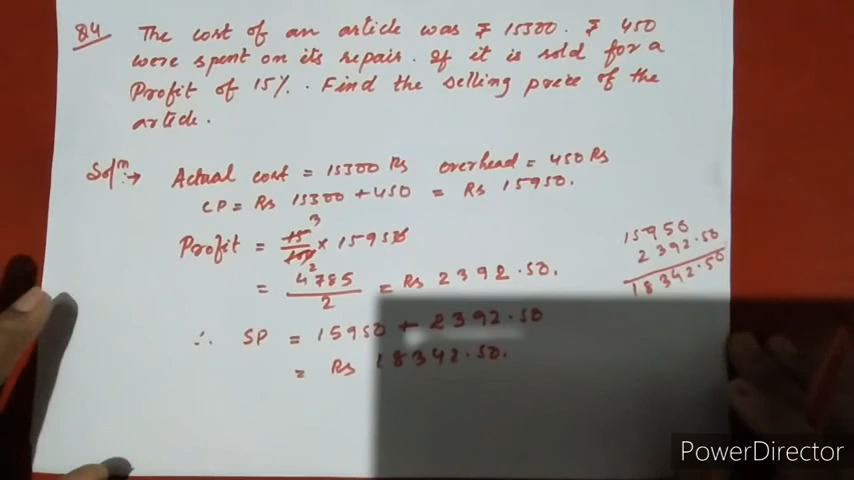 Q4 The cost of an article was ₹ 15300. ₹ 450
were spent on its repair. If it is sold for a
Profit of 15%. Find the selling price of the
article.
Solⁿ :→ Actual cost = 15300 Rs overhead = 450 Rs
CP = Rs 15300 + 450 = Rs 15950.
Profit = 15/100 × 15950 3 2
= 4785/2 = Rs 2392.50.
15950
2392.50
18342.50
∴ SP = 15950 + 2392.50
= Rs 18342.50.
PowerDirector